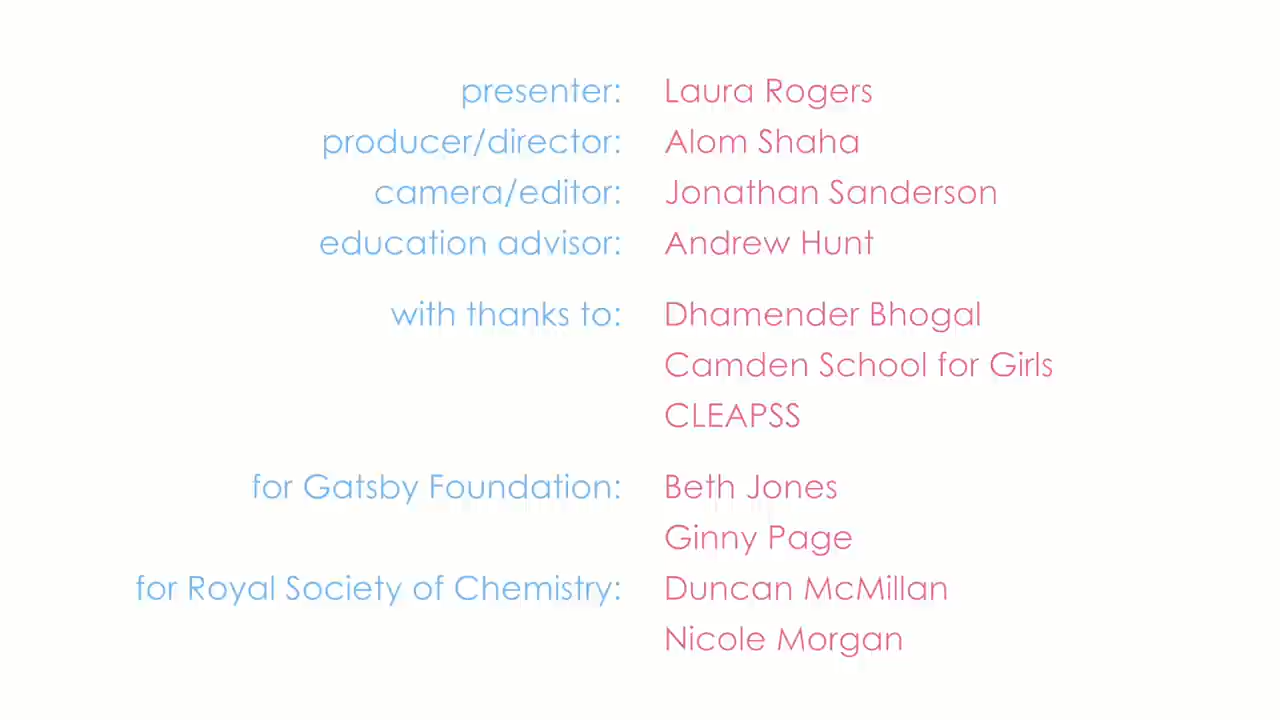 presenter: Laura Rogers
producer/director: Alom Shaha
camera/editor: Jonathan Sanderson
education advisor: Andrew Hunt
with thanks to: Dhamender Bhogal
Camden School for Girls
CLEAPSS
for Gatsby Foundation: Beth Jones
Ginny Page
for Royal Society of Chemistry: Duncan McMillan
Nicole Morgan